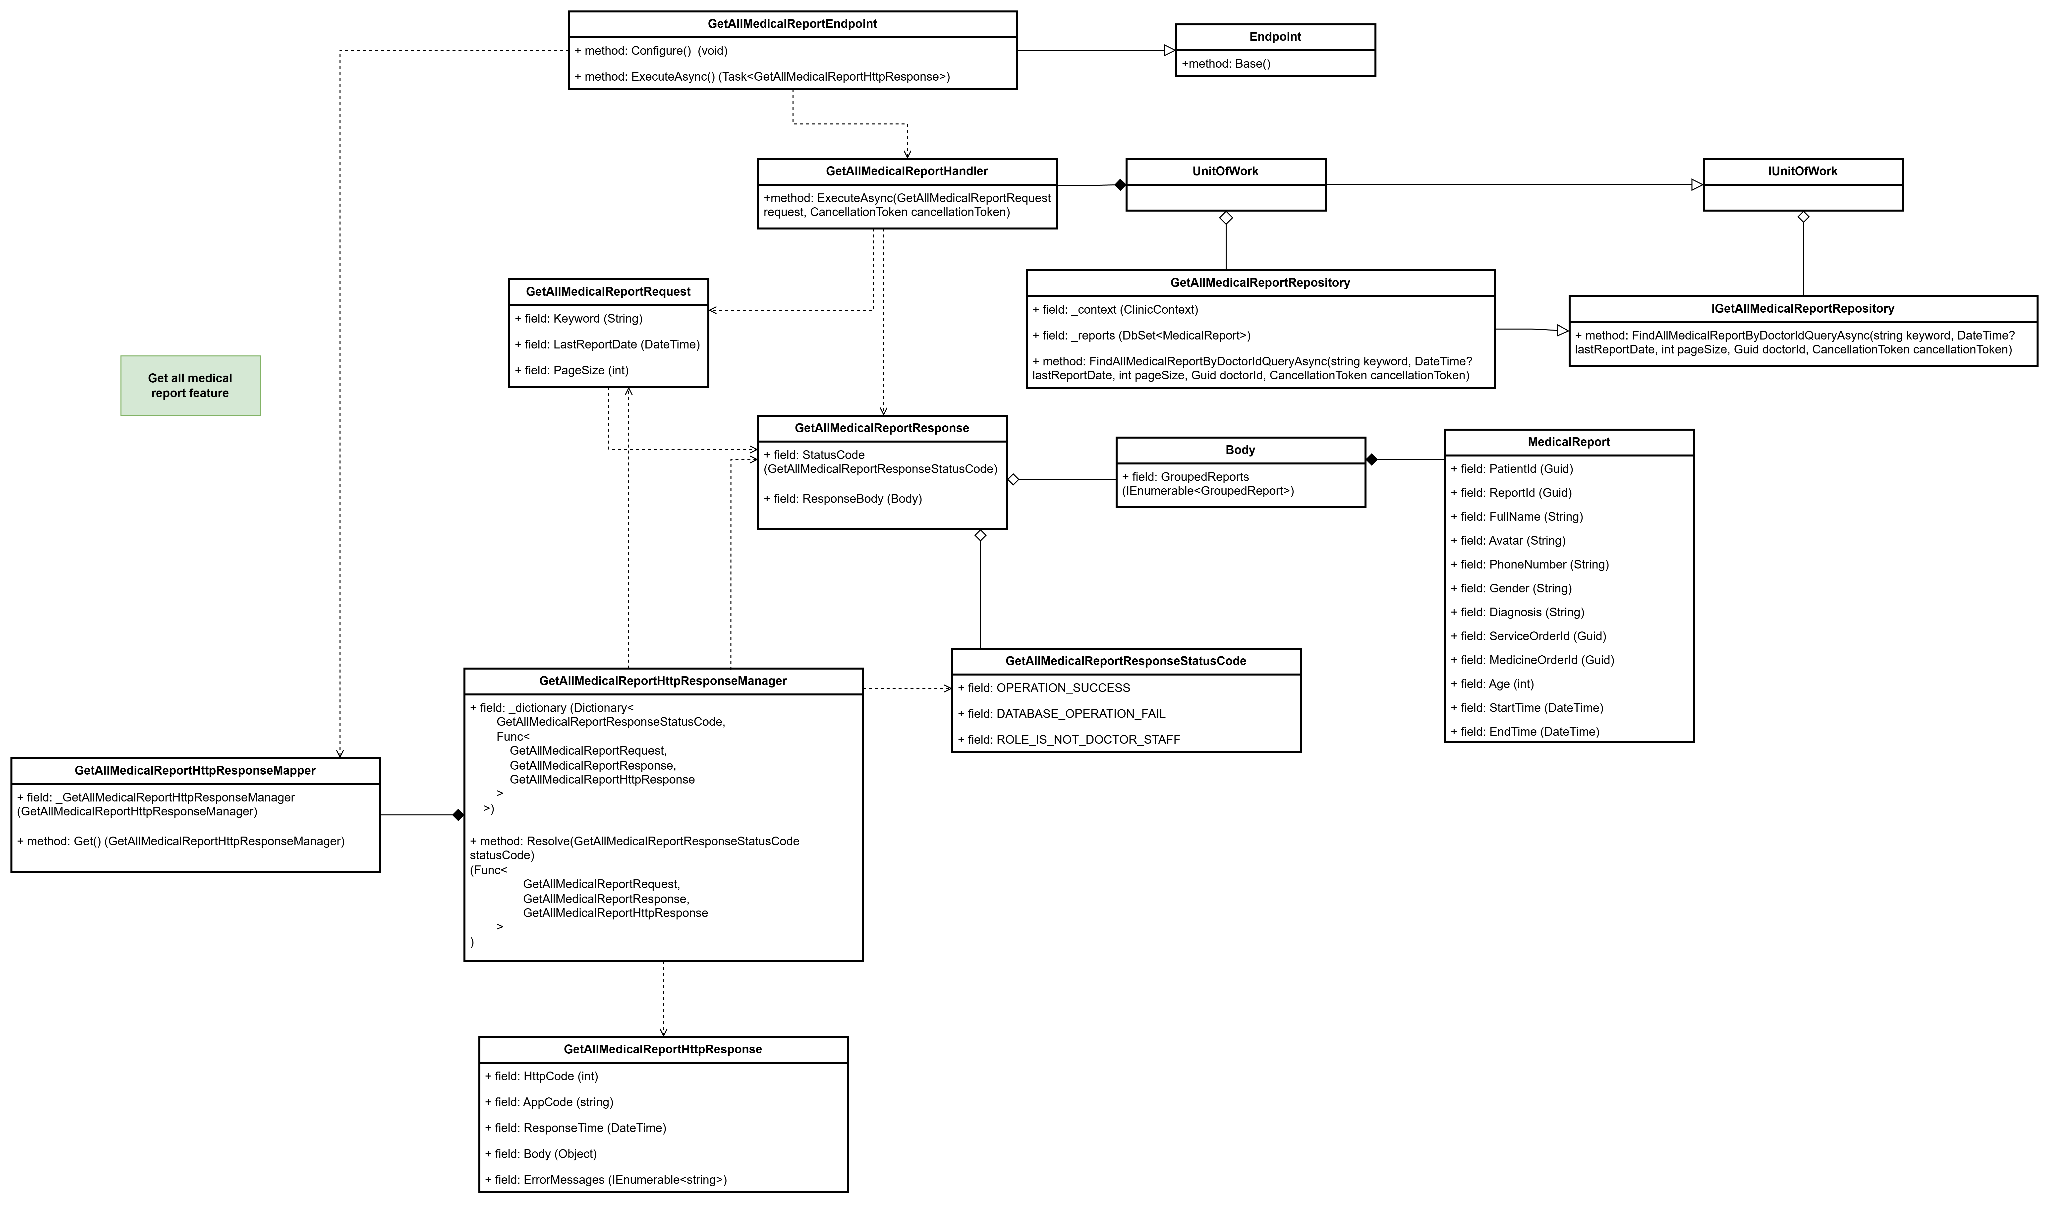 GetAllMedicalReportEndpoint
+ method: Configure()  (void)
+ method: ExecuteAsync() (Task<GetAllMedicalReportHttpResponse>)
Endpoint
+method: Base()
GetAllMedicalReportHandler
+method: ExecuteAsync(GetAllMedicalReportRequest
request, CancellationToken cancellationToken)
UnitOfWork
IUnitOfWork
GetAllMedicalReportRequest
+ field: Keyword (String)
+ field: LastReportDate (DateTime)
+ field: PageSize (int)
GetAllMedicalReportRepository
+ field: _context (ClinicContext)
+ field: _reports (DbSet<MedicalReport>)
+ method: FindAllMedicalReportByDoctorIdQueryAsync(string keyword, DateTime?
lastReportDate, int pageSize, Guid doctorId, CancellationToken cancellationToken)
IGetAllMedicalReportRepository
+ method: FindAllMedicalReportByDoctorIdQueryAsync(string keyword, DateTime?
lastReportDate, int pageSize, Guid doctorId, CancellationToken cancellationToken)
Get all medical
report feature
GetAllMedicalReportResponse
+ field: StatusCode
(GetAllMedicalReportResponseStatusCode)
+ field: ResponseBody (Body)
Body
+ field: GroupedReports
(IEnumerable<GroupedReport>)
MedicalReport
+ field: PatientId (Guid)
+ field: ReportId (Guid)
+ field: FullName (String)
+ field: Avatar (String)
+ field: PhoneNumber (String)
+ field: Gender (String)
+ field: Diagnosis (String)
+ field: ServiceOrderId (Guid)
+ field: MedicineOrderId (Guid)
+ field: Age (int)
+ field: StartTime (DateTime)
+ field: EndTime (DateTime)
GetAllMedicalReportResponseStatusCode
+ field: OPERATION_SUCCESS
+ field: DATABASE_OPERATION_FAIL
+ field: ROLE_IS_NOT_DOCTOR_STAFF
GetAllMedicalReportHttpResponseManager
+ field: _dictionary (Dictionary<
GetAllMedicalReportResponseStatusCode,
Func<
GetAllMedicalReportRequest,
GetAllMedicalReportResponse,
GetAllMedicalReportHttpResponse
>
>)
+ method: Resolve(GetAllMedicalReportResponseStatusCode
statusCode)
(Func<
GetAllMedicalReportRequest,
GetAllMedicalReportResponse,
GetAllMedicalReportHttpResponse
>
)
GetAllMedicalReportHttpResponseMapper
+ field: _GetAllMedicalReportHttpResponseManager
(GetAllMedicalReportHttpResponseManager)
+ method: Get() (GetAllMedicalReportHttpResponseManager)
GetAllMedicalReportHttpResponse
+ field: HttpCode (int)
+ field: AppCode (string)
+ field: ResponseTime (DateTime)
+ field: Body (Object)
+ field: ErrorMessages (IEnumerable<string>)